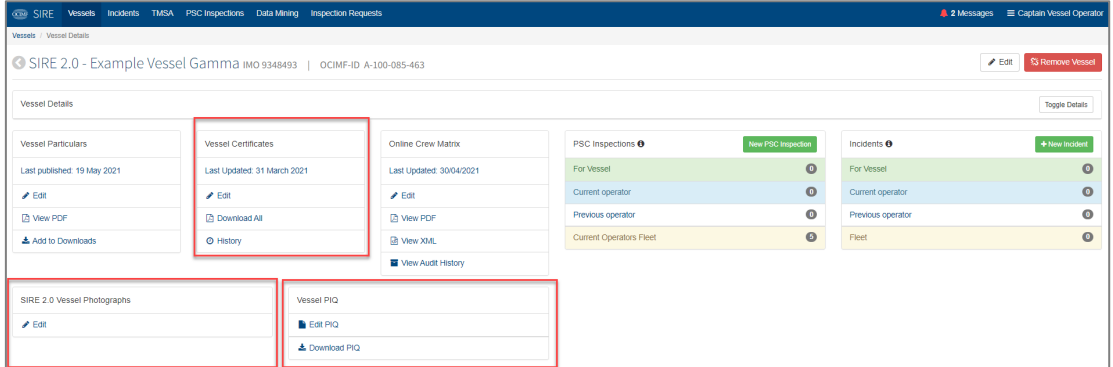 OCIMF SIRE Vessels Incidents TMSA PSC Inspections Data Mining Inspection Requests 2 Messages Captain Vessel Operator
Vessels / Vessel Details
SIRE 2.0 - Example Vessel Gamma IMO 9348493 | OCIMF-ID A-100-085-463 Edit Remove Vessel
Vessel Details Toggle Details
Vessel Particulars
Last published: 19 May 2021
Edit
View PDF
Add to Downloads
Vessel Certificates
Last Updated: 31 March 2021
Edit
Download All
History
Online Crew Matrix
Last Updated: 30/04/2021
Edit
View PDF
View XML
View Audit History
PSC Inspections New PSC Inspection
For Vessel 0
Current operator 0
Previous operator 0
Current Operators Fleet 5
Incidents + New Incident
For Vessel 0
Current operator 0
Previous operator 0
Fleet 0
SIRE 2.0 Vessel Photographs
Edit
Vessel PIQ
Edit PIQ
Download PIQ